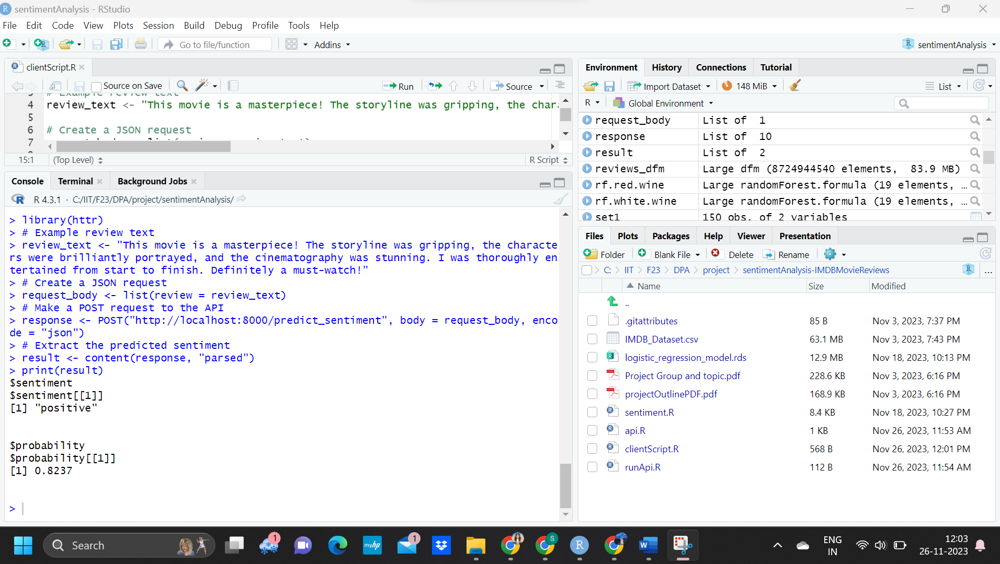 sentimentAnalysis - RStudio
File Edit Code View Plots Session Build Debug Profile Tools Help
Go to file/function Addins sentimentAnalysis
clientScript.R
Source on Save Run Source
# Example review text
4 review_text <- "This movie is a masterpiece! The storyline was gripping, the chara
5
6 # Create a JSON request
7
15:1 (Top Level) R Script
Console Terminal Background Jobs
R 4.3.1 · C:/IIT/F23/DPA/project/sentimentAnalysis/
> library(httr)
> # Example review text
> review_text <- "This movie is a masterpiece! The storyline was gripping, the characte
rs were brilliantly portrayed, and the cinematography was stunning. I was thoroughly en
tertained from start to finish. Definitely a must-watch!"
> # Create a JSON request
> request_body <- list(review = review_text)
> # Make a POST request to the API
> response <- POST("http://localhost:8000/predict_sentiment", body = request_body, enco
de = "json")
> # Extract the predicted sentiment
> result <- content(response, "parsed")
> print(result)
$sentiment
$sentiment[[1]]
[1] "positive"
$probability
$probability[[1]]
[1] 0.8237
>
Environment History Connections Tutorial
Import Dataset 148 MiB List
R Global Environment
request_body List of 1
response List of 10
result List of 2
reviews_dfm Large dfm (8724944540 elements, 83.9 MB)
rf.red.wine Large randomForest.formula (19 elements, …
rf.white.wine Large randomForest.formula (19 elements, …
set1 150 obs. of 2 variables
Files Plots Packages Help Viewer Presentation
Folder Blank File Delete Rename
C: IIT F23 DPA project sentimentAnalysis-IMDBMovieReviews ...
Name Size Modified
..
.gitattributes 85 B Nov 3, 2023, 7:37 PM
IMDB_Dataset.csv 63.1 MB Nov 3, 2023, 7:43 PM
logistic_regression_model.rds 12.9 MB Nov 18, 2023, 10:13 PM
Project Group and topic.pdf 228.6 KB Nov 3, 2023, 6:16 PM
projectOutlinePDF.pdf 168.9 KB Nov 3, 2023, 6:16 PM
sentiment.R 8.4 KB Nov 18, 2023, 10:27 PM
api.R 1 KB Nov 26, 2023, 11:53 AM
clientScript.R 568 B Nov 26, 2023, 12:01 PM
runApi.R 112 B Nov 26, 2023, 11:54 AM
Search 1 myhp 1 S R W ENG 12:03
IN 26-11-2023